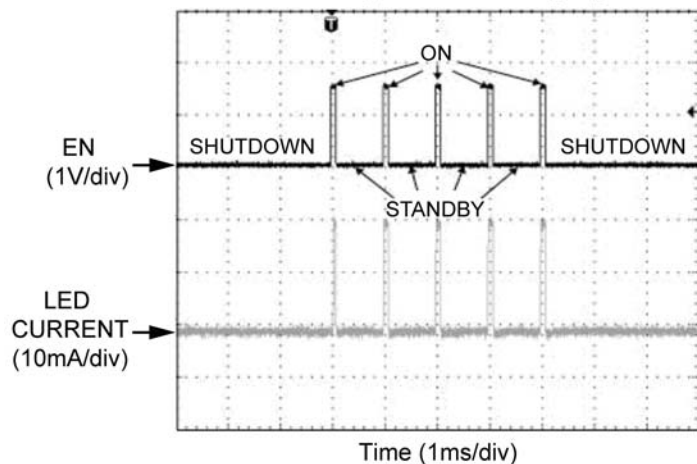 T
ON
SHUTDOWN
SHUTDOWN
EN
(1V/div)
STANDBY
LED
CURRENT
(10mA/div)
Time (1ms/div)